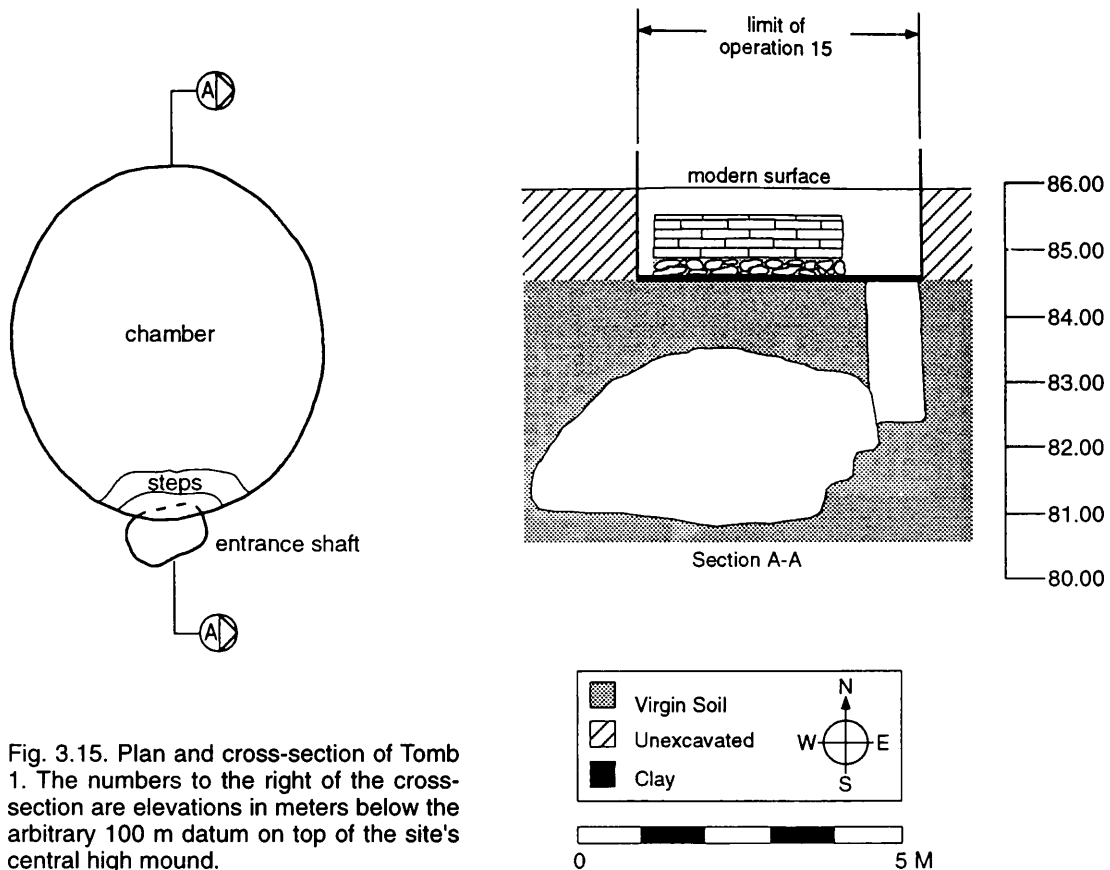 limit of
operation 15
A
modern surface
86.00
85.00
84.00
83.00
82.00
81.00
80.00
chamber
steps
entrance shaft
A
Section A-A
Virgin Soil
Unexcavated
Clay
N
W
E
S
0
5 M
Fig. 3.15. Plan and cross-section of Tomb
1. The numbers to the right of the cross-
section are elevations in meters below the
arbitrary 100 m datum on top of the site's
central high mound.